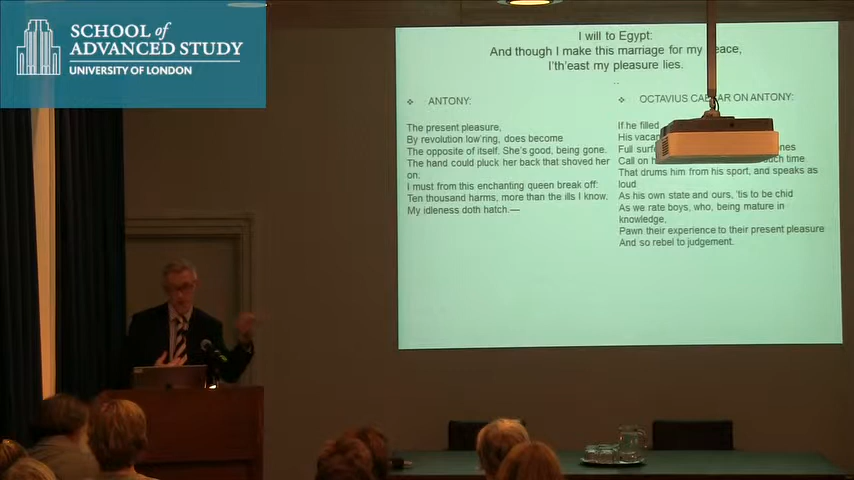 SCHOOL of
ADVANCED STUDY
UNIVERSITY OF LONDON
I will to Egypt:
And though I make this marriage for my
I'th'east my pleasure lies.
..
ANTONY:
The present pleasure,
By revolution low'ring, does become
The opposite of itself. She's good, being gone.
The hand could pluck her back that shoved her
on.
I must from this enchanting queen break off:
Ten thousand harms, more than the ills I know,
My idleness doth hatch.—
OCTAVIUS ON ANTONY:
If he filled
His
Full
Call on time
That drums him from his sport, and speaks as
loud
As his own state and ours, 'tis to be chid
As we rate boys, who, being mature in
knowledge,
Pawn their experience to their present pleasure
And so rebel to judgement.